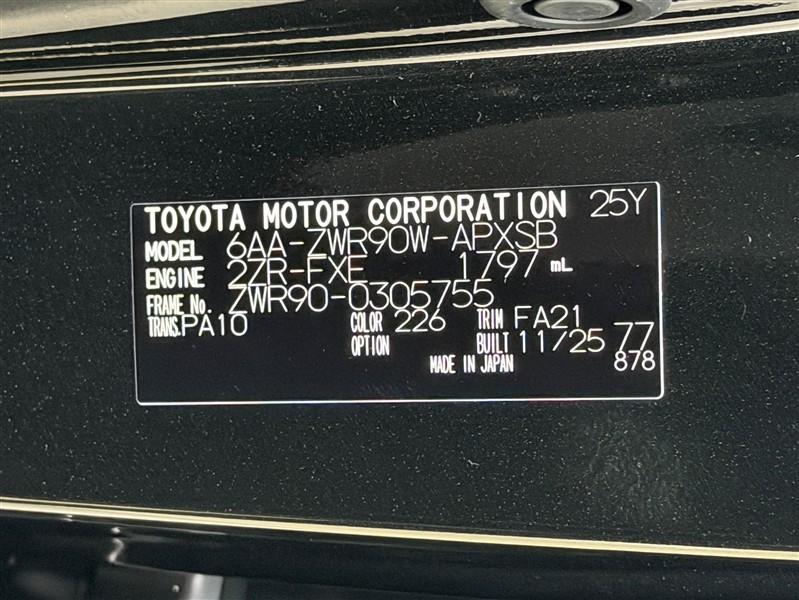 TOYOTA MOTOR CORPORATION 25Y
MODEL 6AA-ZWR90W-APXSB
ENGINE 2ZR-FXE 1797 mL
FRAME No. ZWR90-0305755
TRANS. PA10 COLOR 226 TRIM FA21
OPTION BUILT 11/25 77
MADE IN JAPAN 878